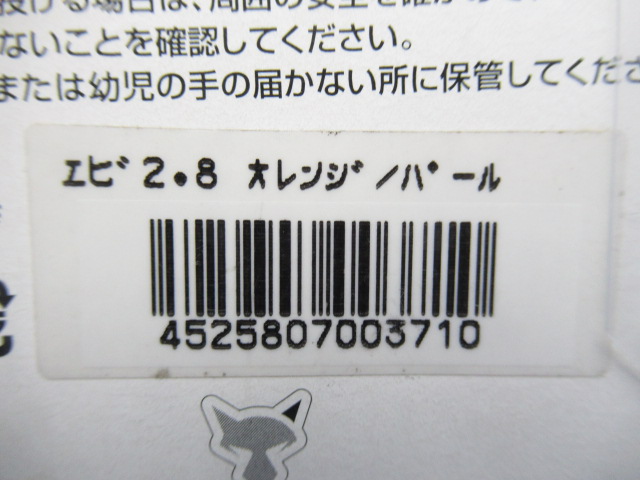 投げる場合は、周囲の安全を確かめて
ないことを確認してください。
または幼児の手の届かない所に保管してくださ
エビ2.8 オレンジ/パール
4525807003710